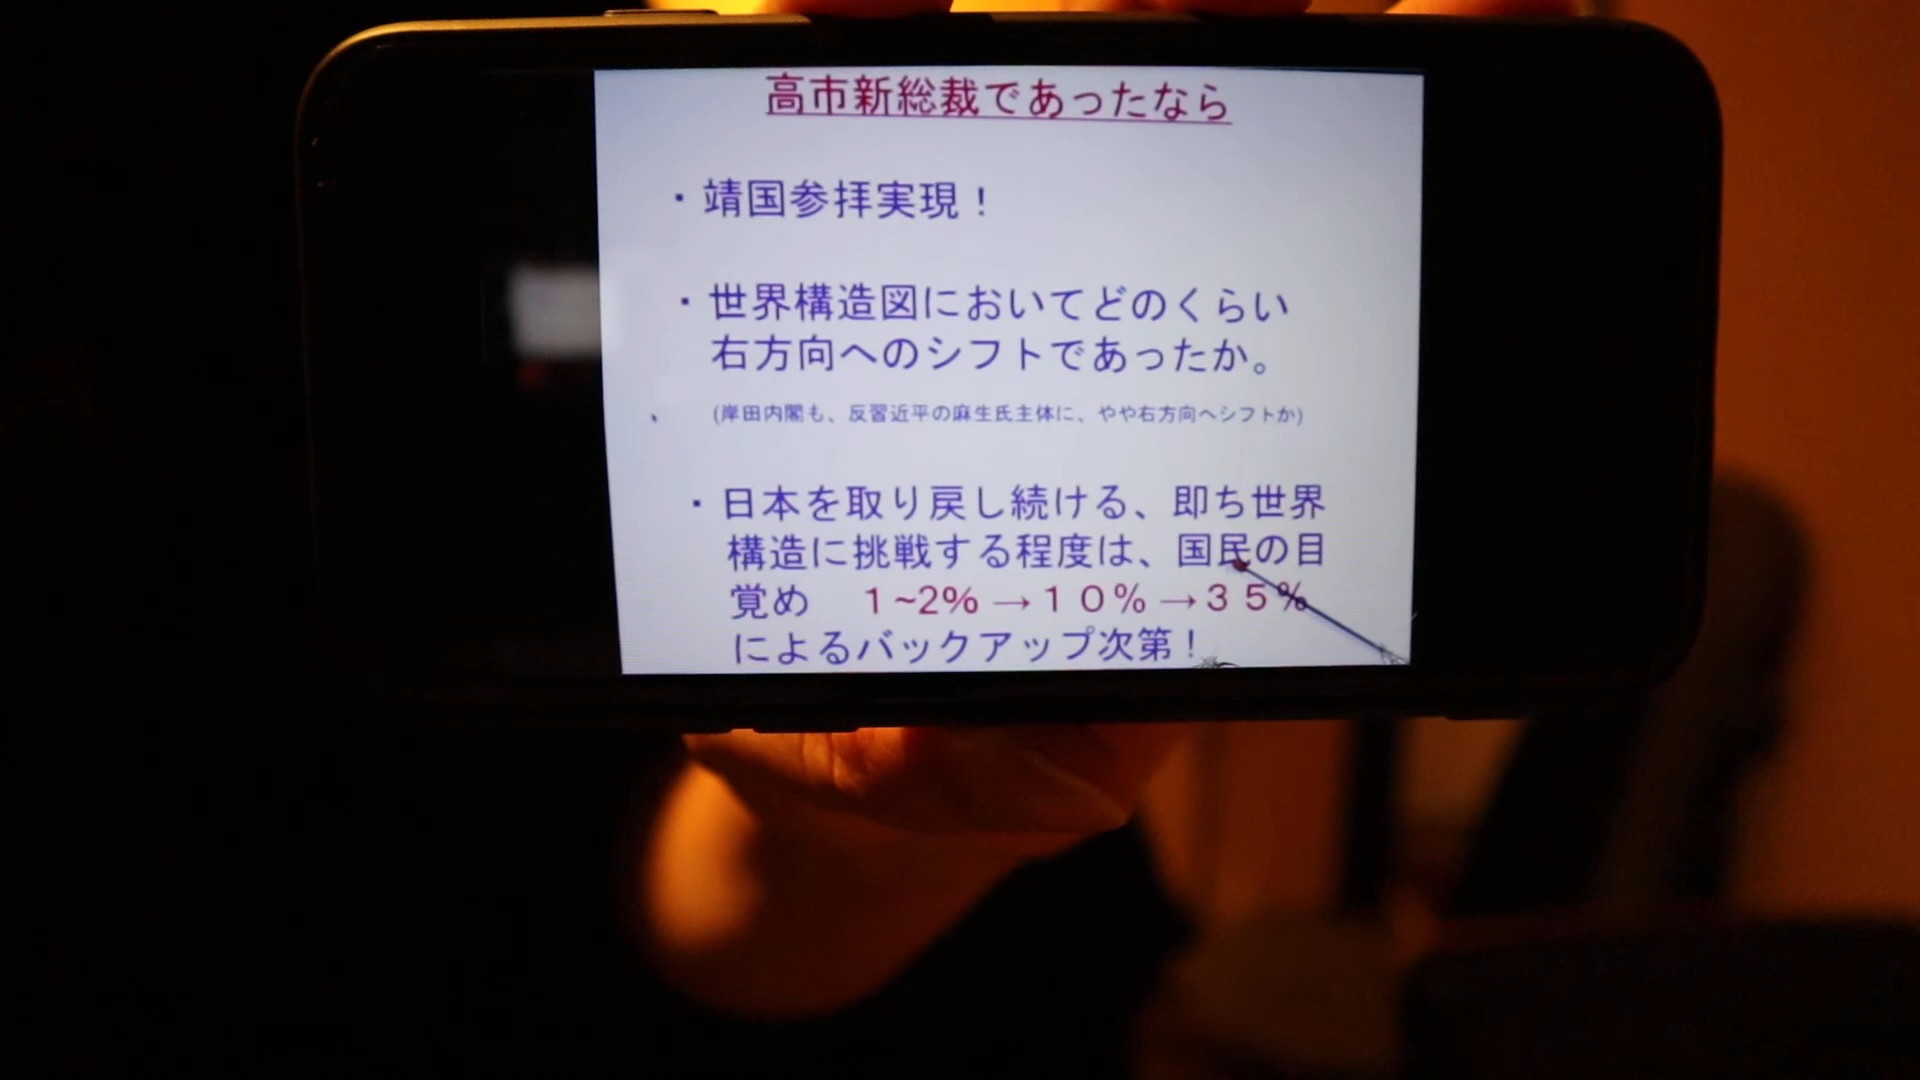 高市新総裁であったなら
・靖国参拝実現！
・世界構造図においてどのくらい
右方向へのシフトであったか。
、 (岸田内閣も、反習近平の麻生氏主体に、やや右方向へシフトか)
・日本を取り戻し続ける、即ち世界
構造に挑戦する程度は、国民の目
覚め 1~2% →10% →35%
によるバックアップ次第！